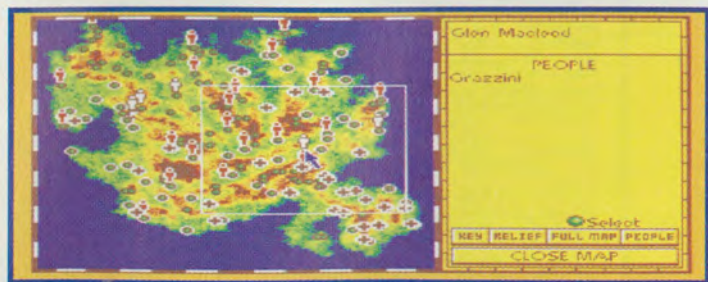 Glen Macleod
PEOPLE
Grazzini
Select
KEY RELIEF FULL MAP PEOPLE
CLOSE MAP